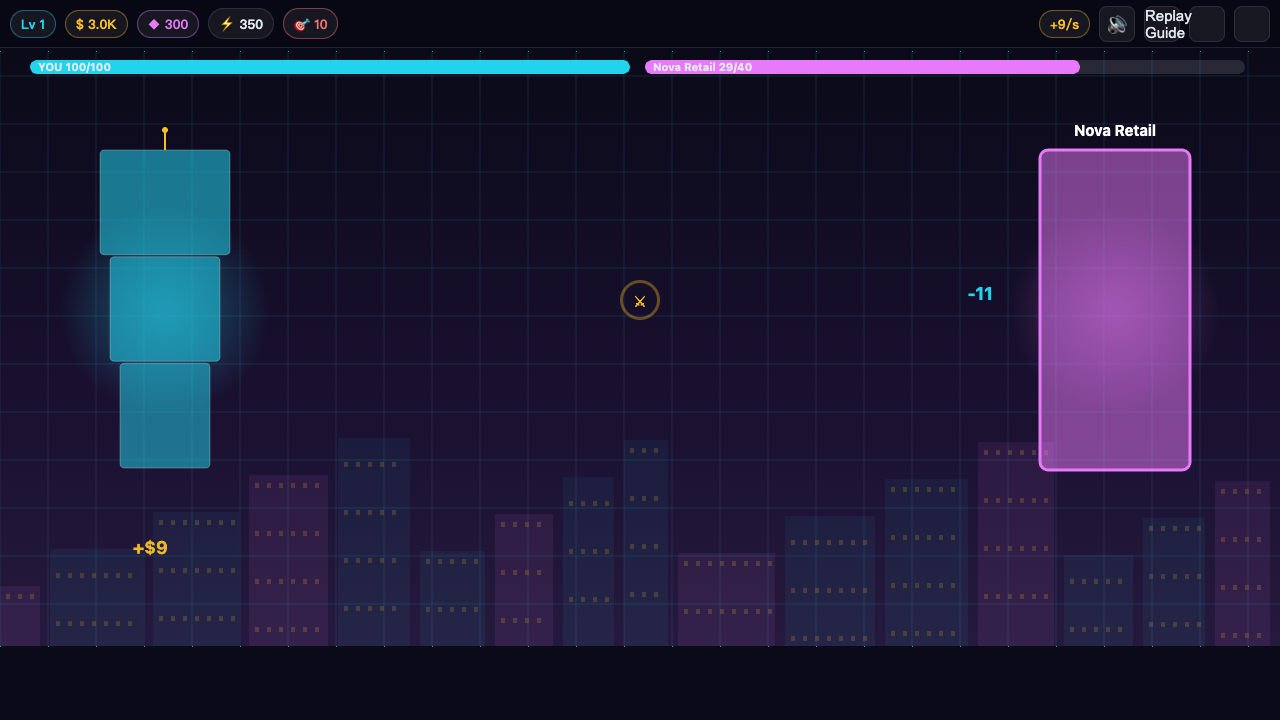 Lv 1
$ 3.0K
300
350
10
+9/s
Replay
Guide
YOU 100/100
Nova Retail 29/40
Nova Retail
-11
+$9